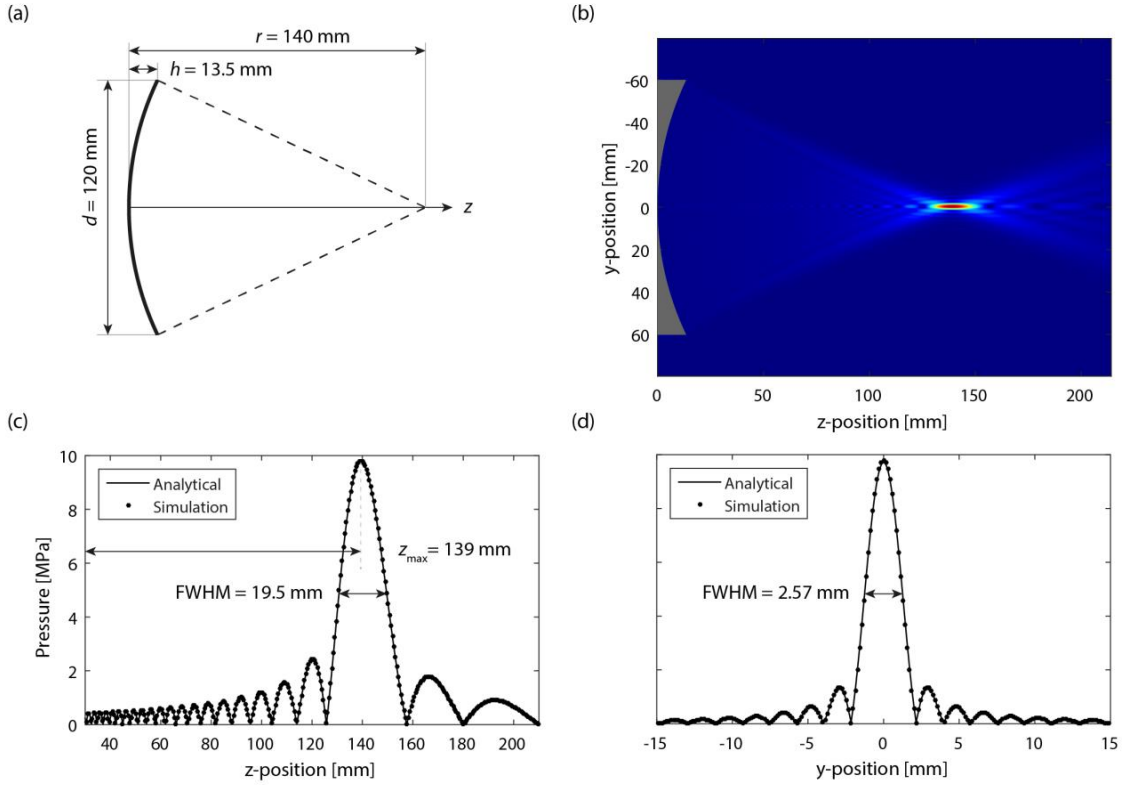 (a)
r = 140 mm
h = 13.5 mm
d = 120 mm
z
(b)
y-position [mm]
-60
-40
-20
0
20
40
60
0 50 100 150 200
z-position [mm]
(c)
Pressure [MPa]
10
8
6
4
2
0
Analytical
Simulation
zmax = 139 mm
FWHM = 19.5 mm
40 60 80 100 120 140 160 180 200
z-position [mm]
(d)
Analytical
Simulation
FWHM = 2.57 mm
-15 -10 -5 0 5 10 15
y-position [mm]